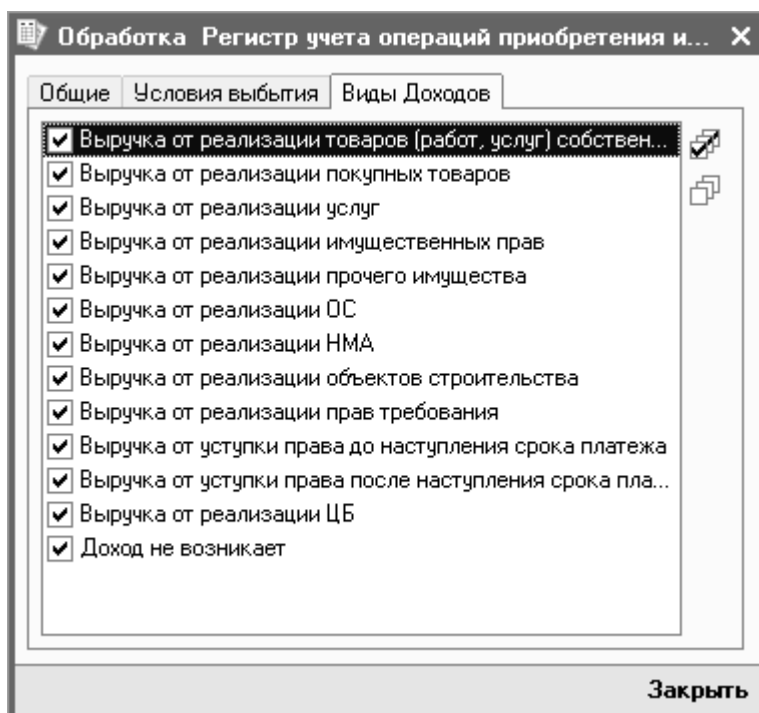 Обработка Регистр учета операций приобретения и...
Общие Условия выбытия Виды Доходов
Выручка от реализации товаров (работ, услуг) собствен...
Выручка от реализации покупных товаров
Выручка от реализации услуг
Выручка от реализации имущественных прав
Выручка от реализации прочего имущества
Выручка от реализации ОС
Выручка от реализации НМА
Выручка от реализации объектов строительства
Выручка от реализации прав требования
Выручка от уступки права до наступления срока платежа
Выручка от уступки права после наступления срока пла...
Выручка от реализации ЦБ
Доход не возникает
Закрыть